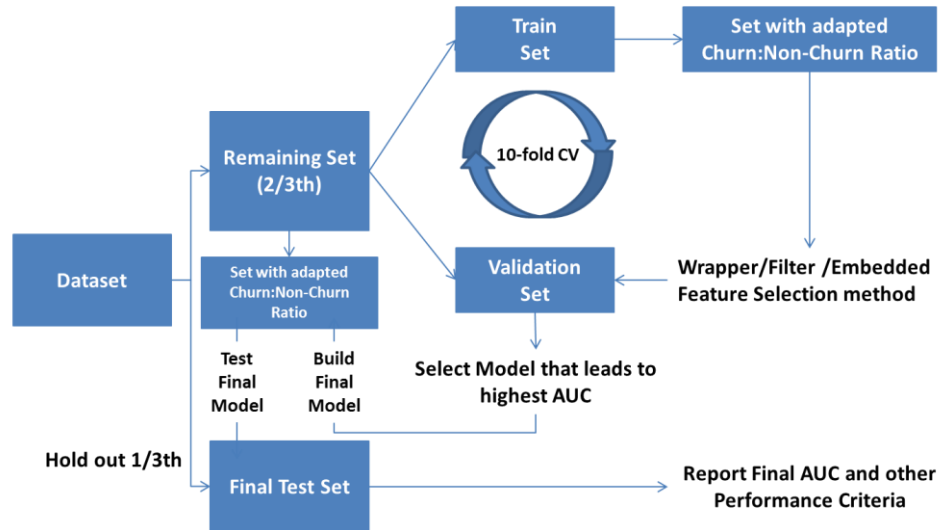 Train
Set
Set with adapted
Churn:Non-Churn Ratio
10-fold CV
Remaining Set
(2/3th)
Dataset
Set with adapted
Churn:Non-Churn
Ratio
Validation
Set
Wrapper/Filter /Embedded
Feature Selection method
Test
Final
Model
Build
Final
Model
Select Model that leads to
highest AUC
Hold out 1/3th
Final Test Set
Report Final AUC and other
Performance Criteria